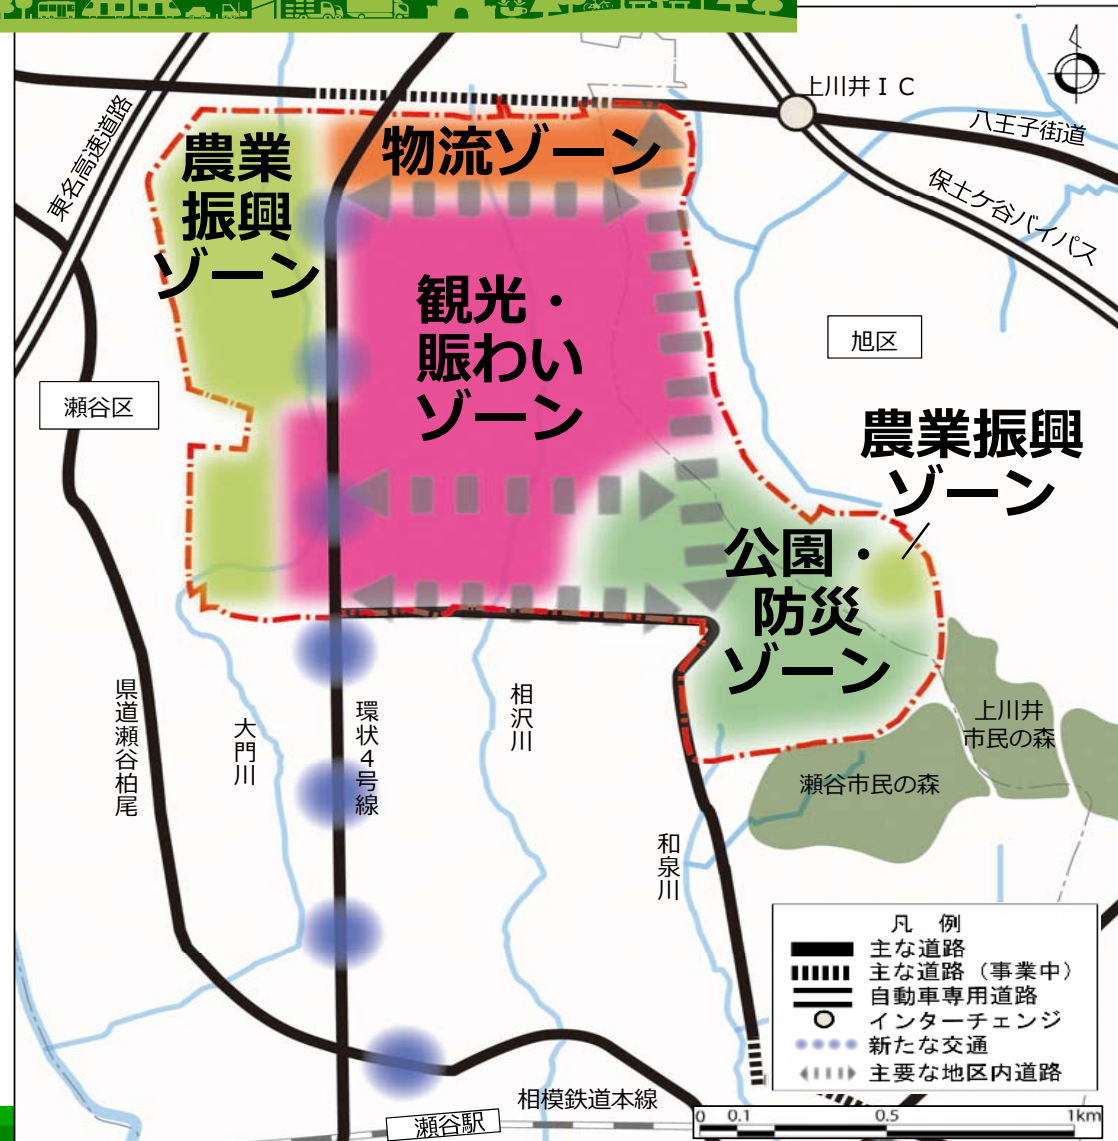 上川井ＩＣ
八王子街道
東名高速道路
保土ケ谷バイパス
物流ゾーン
農業
振興
ゾーン
観光・
賑わい
ゾーン
旭区
瀬谷区
農業振興
ゾーン
公園・
防災
ゾーン
県道瀬谷柏尾
大門川
環状４号線
相沢川
和泉川
上川井
市民の森
瀬谷市民の森
凡 例
主な道路
主な道路（事業中）
自動車専用道路
インターチェンジ
新たな交通
主要な地区内道路
相模鉄道本線
瀬谷駅
0 0.1 0.5 1km